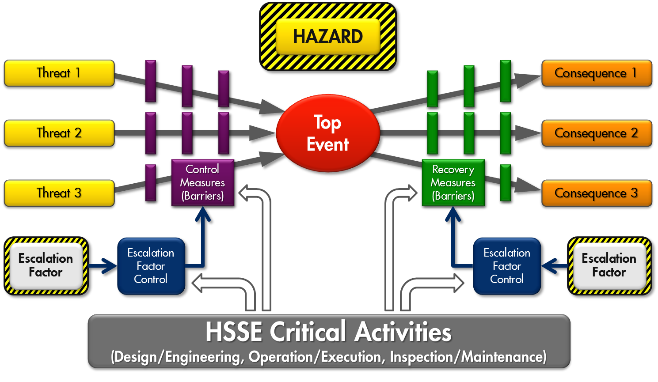 HAZARD
Threat 1
Consequence 1
Threat 2
Top
Event
Consequence 2
Threat 3
Control
Measures
(Barriers)
Recovery
Measures
(Barriers)
Consequence 3
Escalation
Factor
Escalation
Factor
Control
Escalation
Factor
Control
Escalation
Factor
HSSE Critical Activities
(Design/Engineering, Operation/Execution, Inspection/Maintenance)